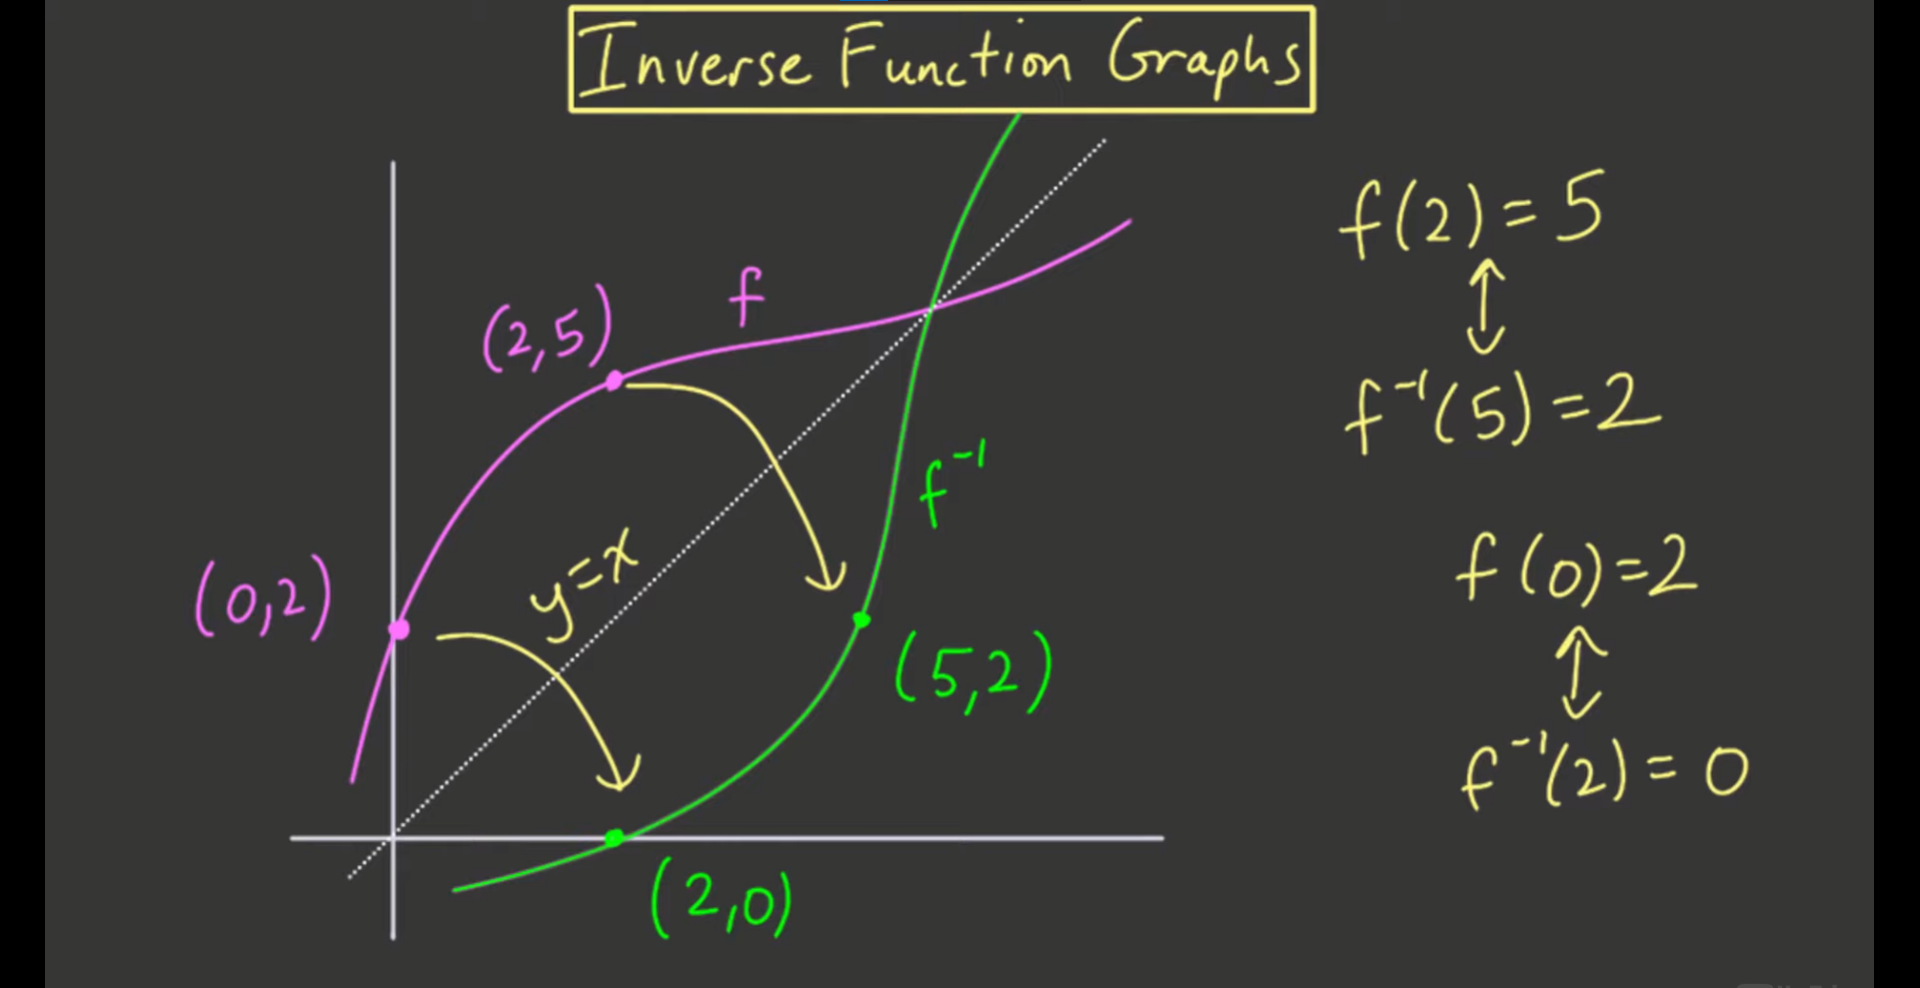 Inverse Function Graphs
f(2) = 5
(2,5)
f
f⁻¹(5) = 2
f⁻¹
y=x
(0,2)
f(0)=2
(5,2)
f⁻¹(2) = 0
(2,0)